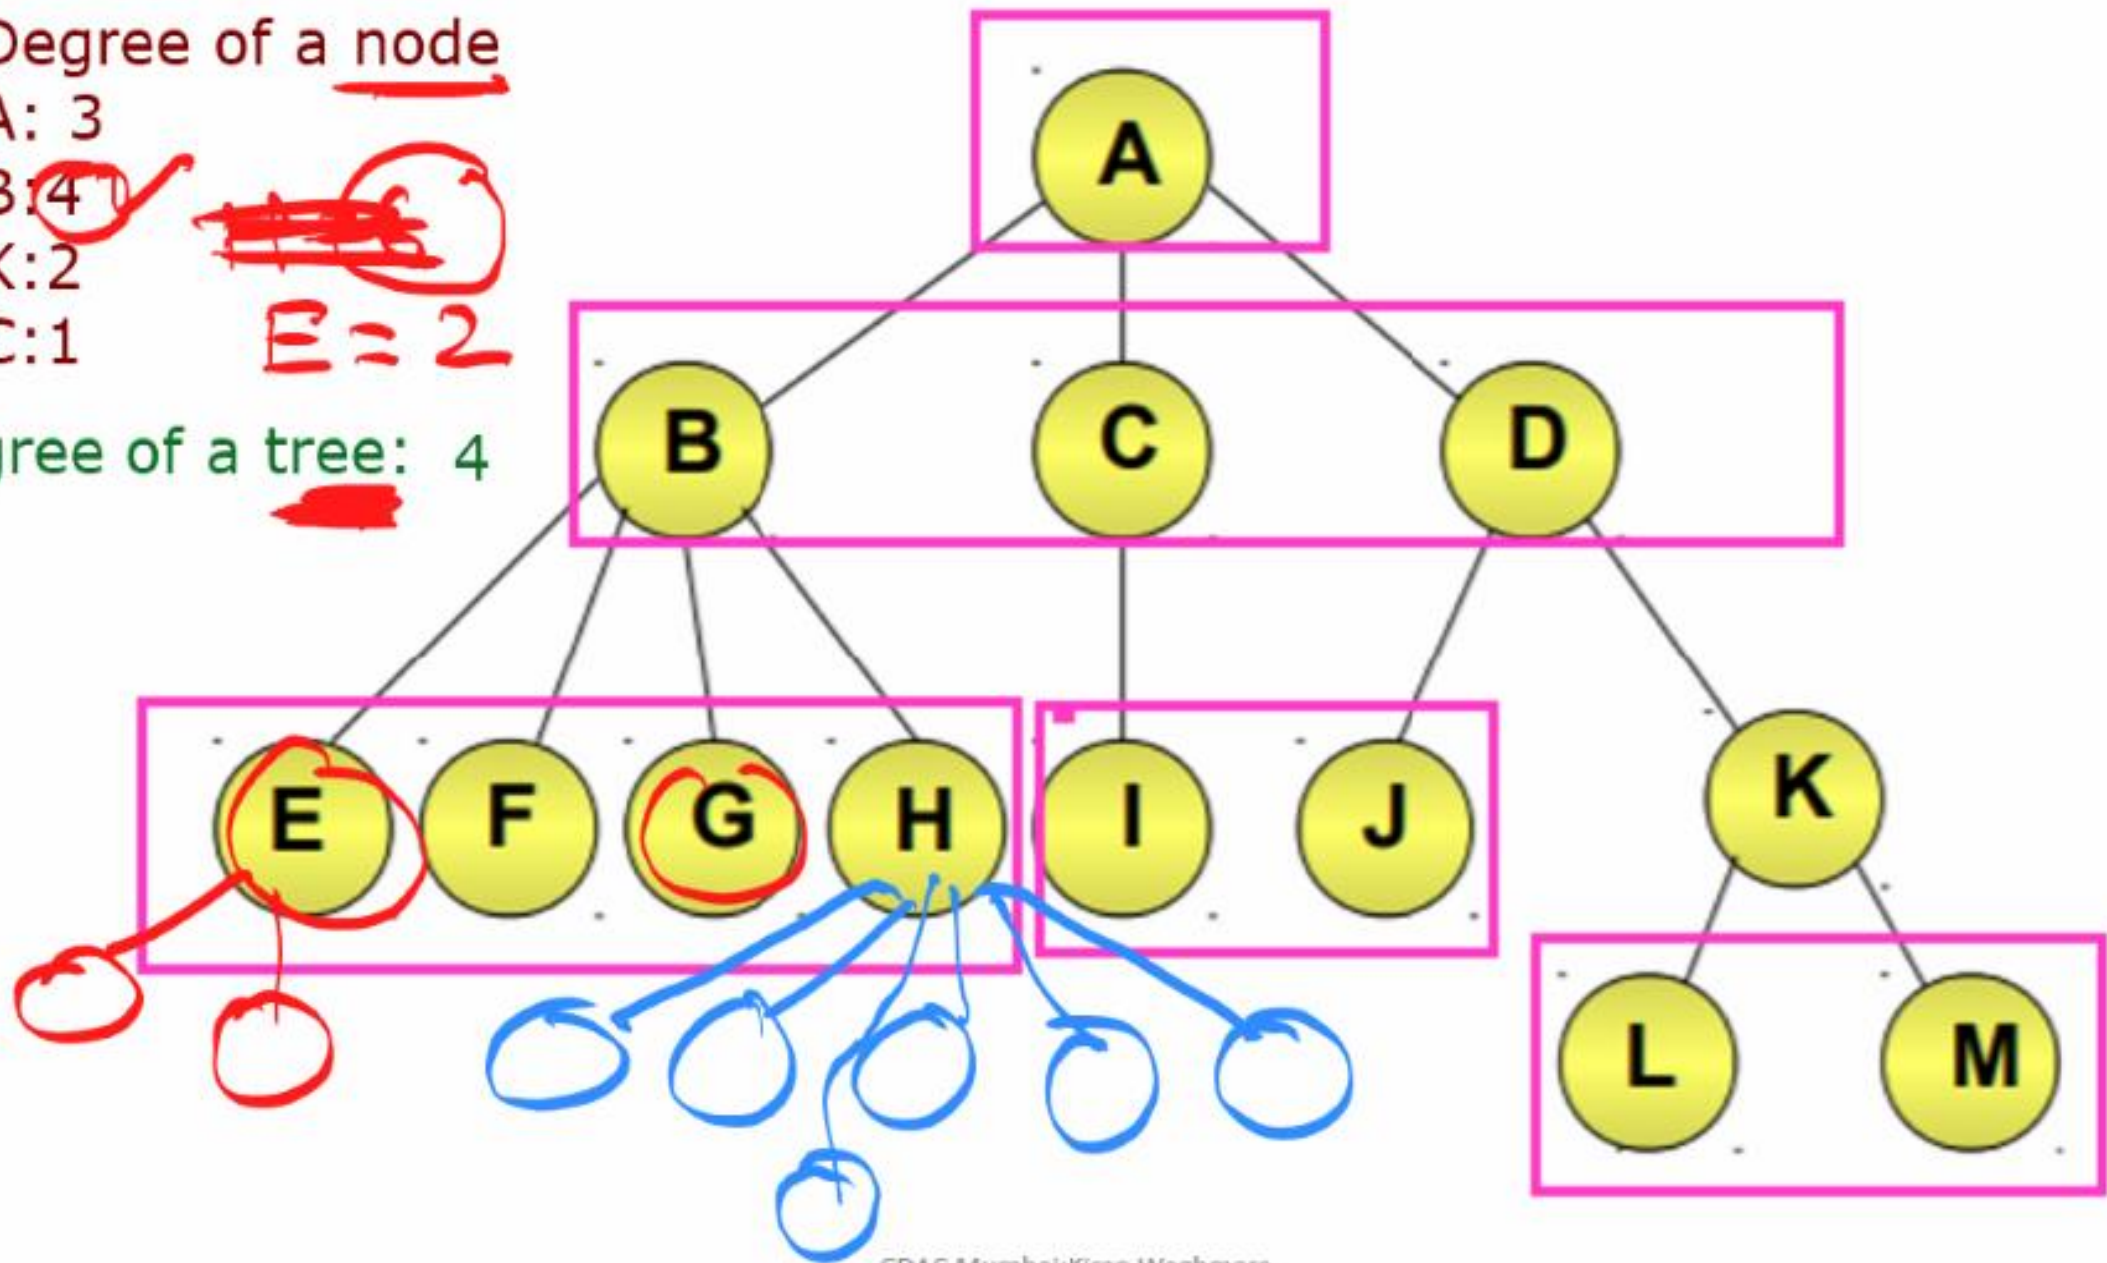 Degree of a node
A: 3
B:4
K:2
C:1
E = 2
gree of a tree: 4
A
B C D
E F G H I J K
L M